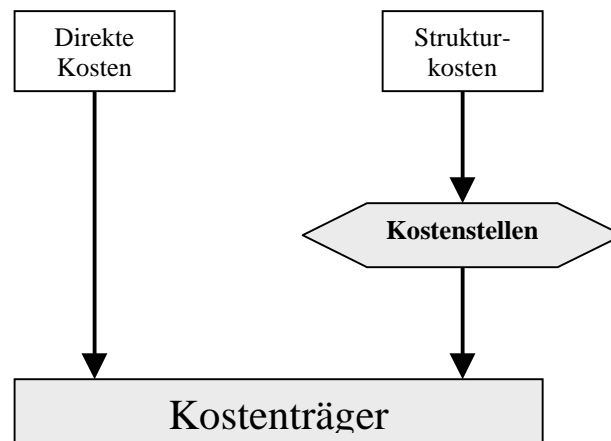 Direkte
Kosten
Struktur-
kosten
Kostenstellen
Kostenträger